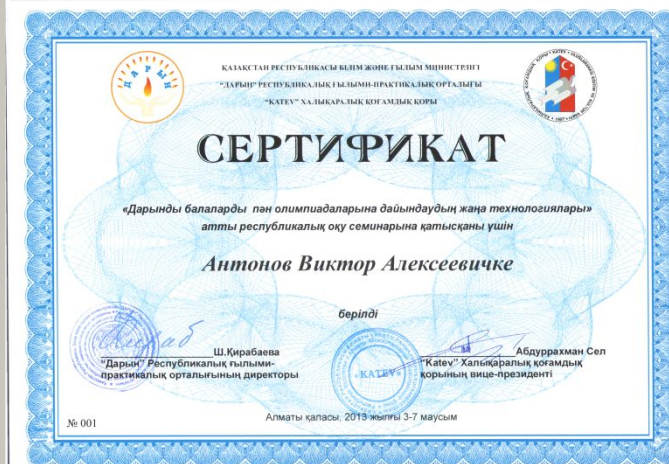 ДАРЫН
ҚАЗАҚСТАН РЕСПУБЛИКАСЫ БІЛІМ ЖӘНЕ ҒЫЛЫМ МИНИСТРЛІГІ
"ДАРЫН" РЕСПУБЛИКАЛЫҚ ҒЫЛЫМИ-ПРАКТИКАЛЫҚ ОРТАЛЫҒЫ
"KATEV" ХАЛЫҚАРАЛЫҚ ҚОҒАМДЫҚ ҚОРЫ
СЕРТИФИКАТ
«Дарынды балаларды пән олимпиадаларына дайындаудың жаңа технологиялары»
атты республикалық оқу семинарына қатысқаны үшін
Антонов Виктор Алексеевичке
берілді
Ш.Қирабаева
"Дарын" Республикалық ғылыми-
практикалық орталығының директоры
KATEV
Абдуррахман Сел
"Katev" Халықаралық қоғамдық
қорының вице-президенті
№ 001
Алматы қаласы, 2013 жылғы 3-7 маусым